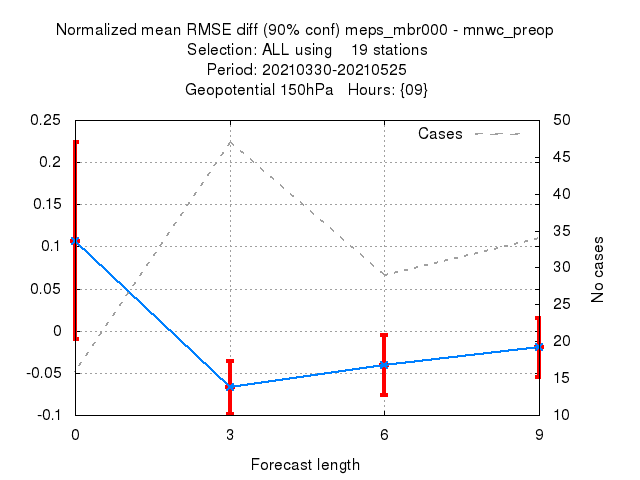 Normalized mean RMSE diff (90% conf) meps_mbr000 - mnwc_preop
Selection: ALL using    19 stations
Period: 20210330-20210525
Geopotential 150hPa   Hours: {09}
0.25
0.2
0.15
0.1
0.05
0
-0.05
-0.1
Cases
50
45
40
35
30
25
20
15
10
No cases
0 3 6 9
Forecast length